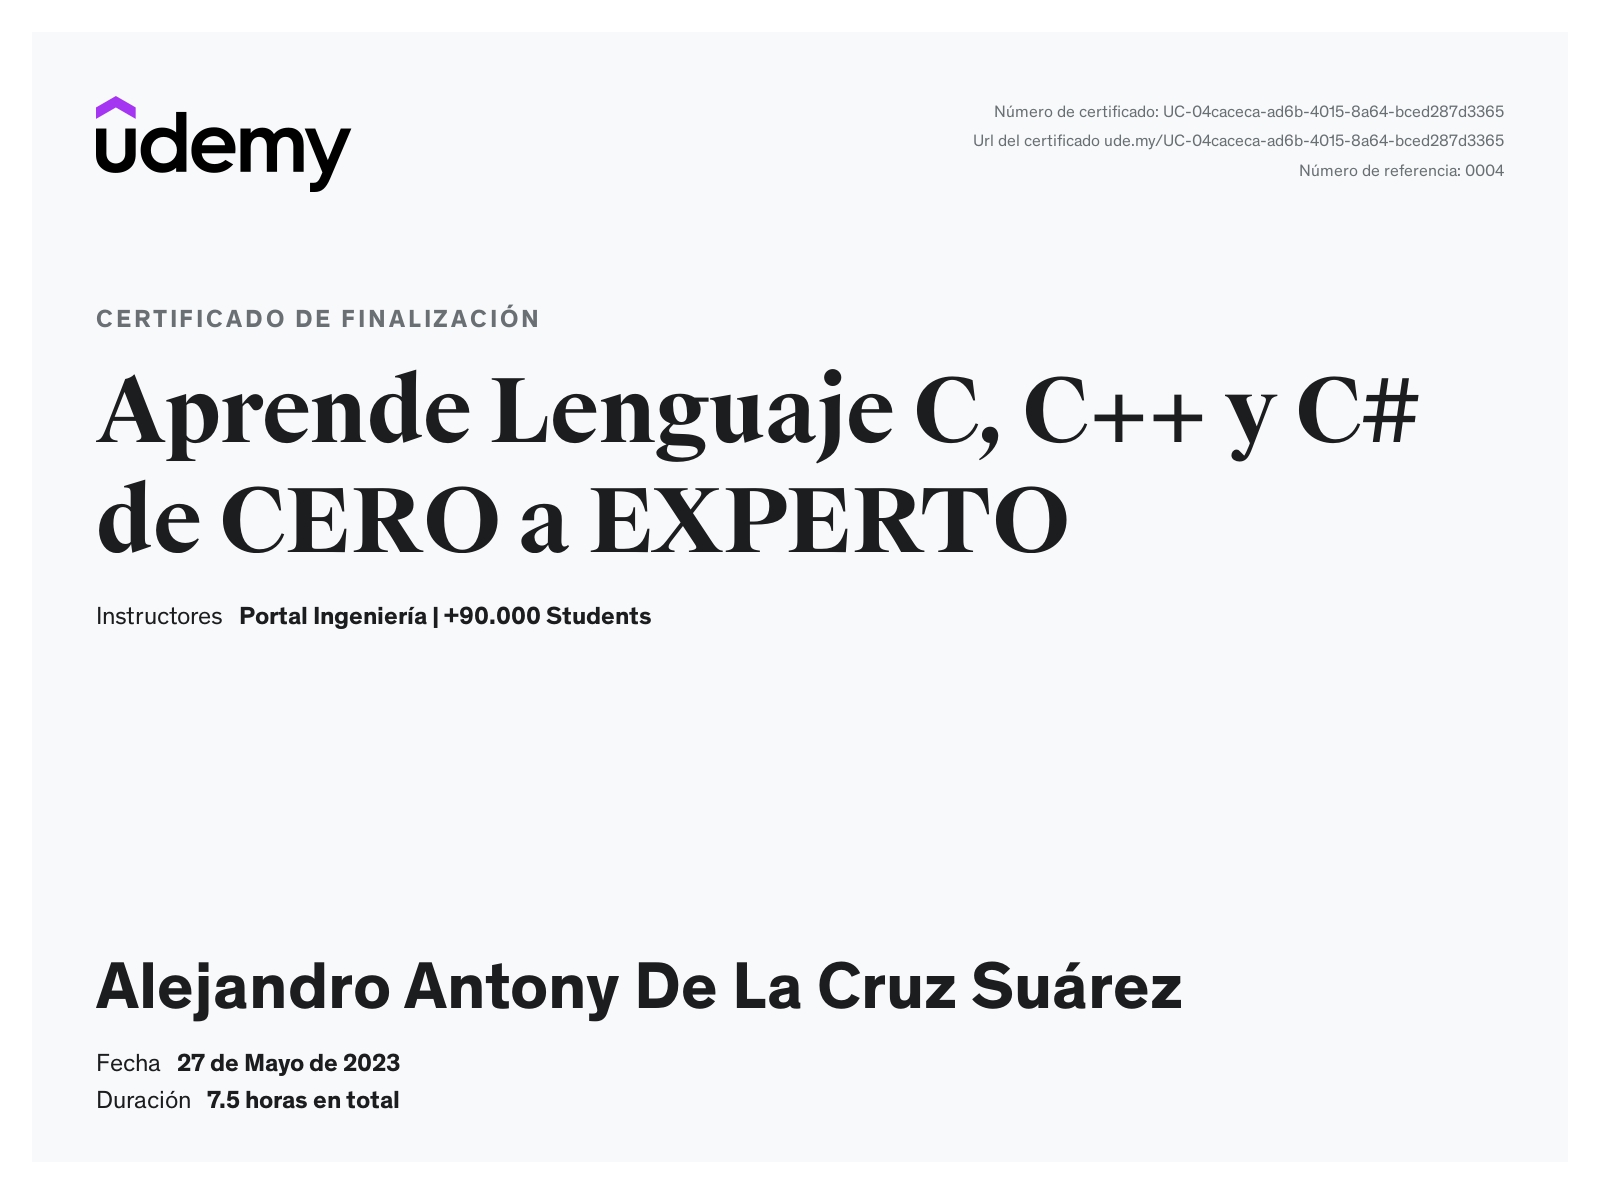 udemy
Número de certificado: UC-04caceca-ad6b-4015-8a64-bced287d3365
Url del certificado ude.my/UC-04caceca-ad6b-4015-8a64-bced287d3365
Número de referencia: 0004
CERTIFICADO DE FINALIZACIÓN
Aprende Lenguaje C, C++ y C#
de CERO a EXPERTO
Instructores Portal Ingeniería | +90.000 Students
Alejandro Antony De La Cruz Suárez
Fecha 27 de Mayo de 2023
Duración 7.5 horas en total